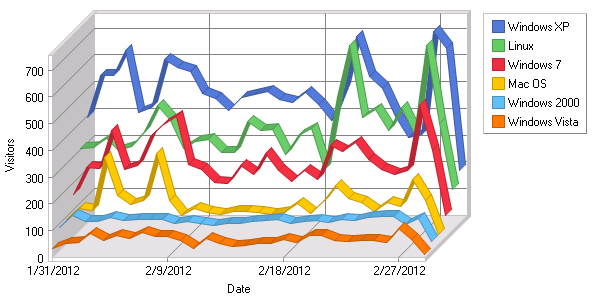 700
600
500
400
300
200
100
0
Visitors
1/31/2012
2/9/2012
2/18/2012
2/27/2012
Date
Windows XP
Linux
Windows 7
Mac OS
Windows 2000
Windows Vista